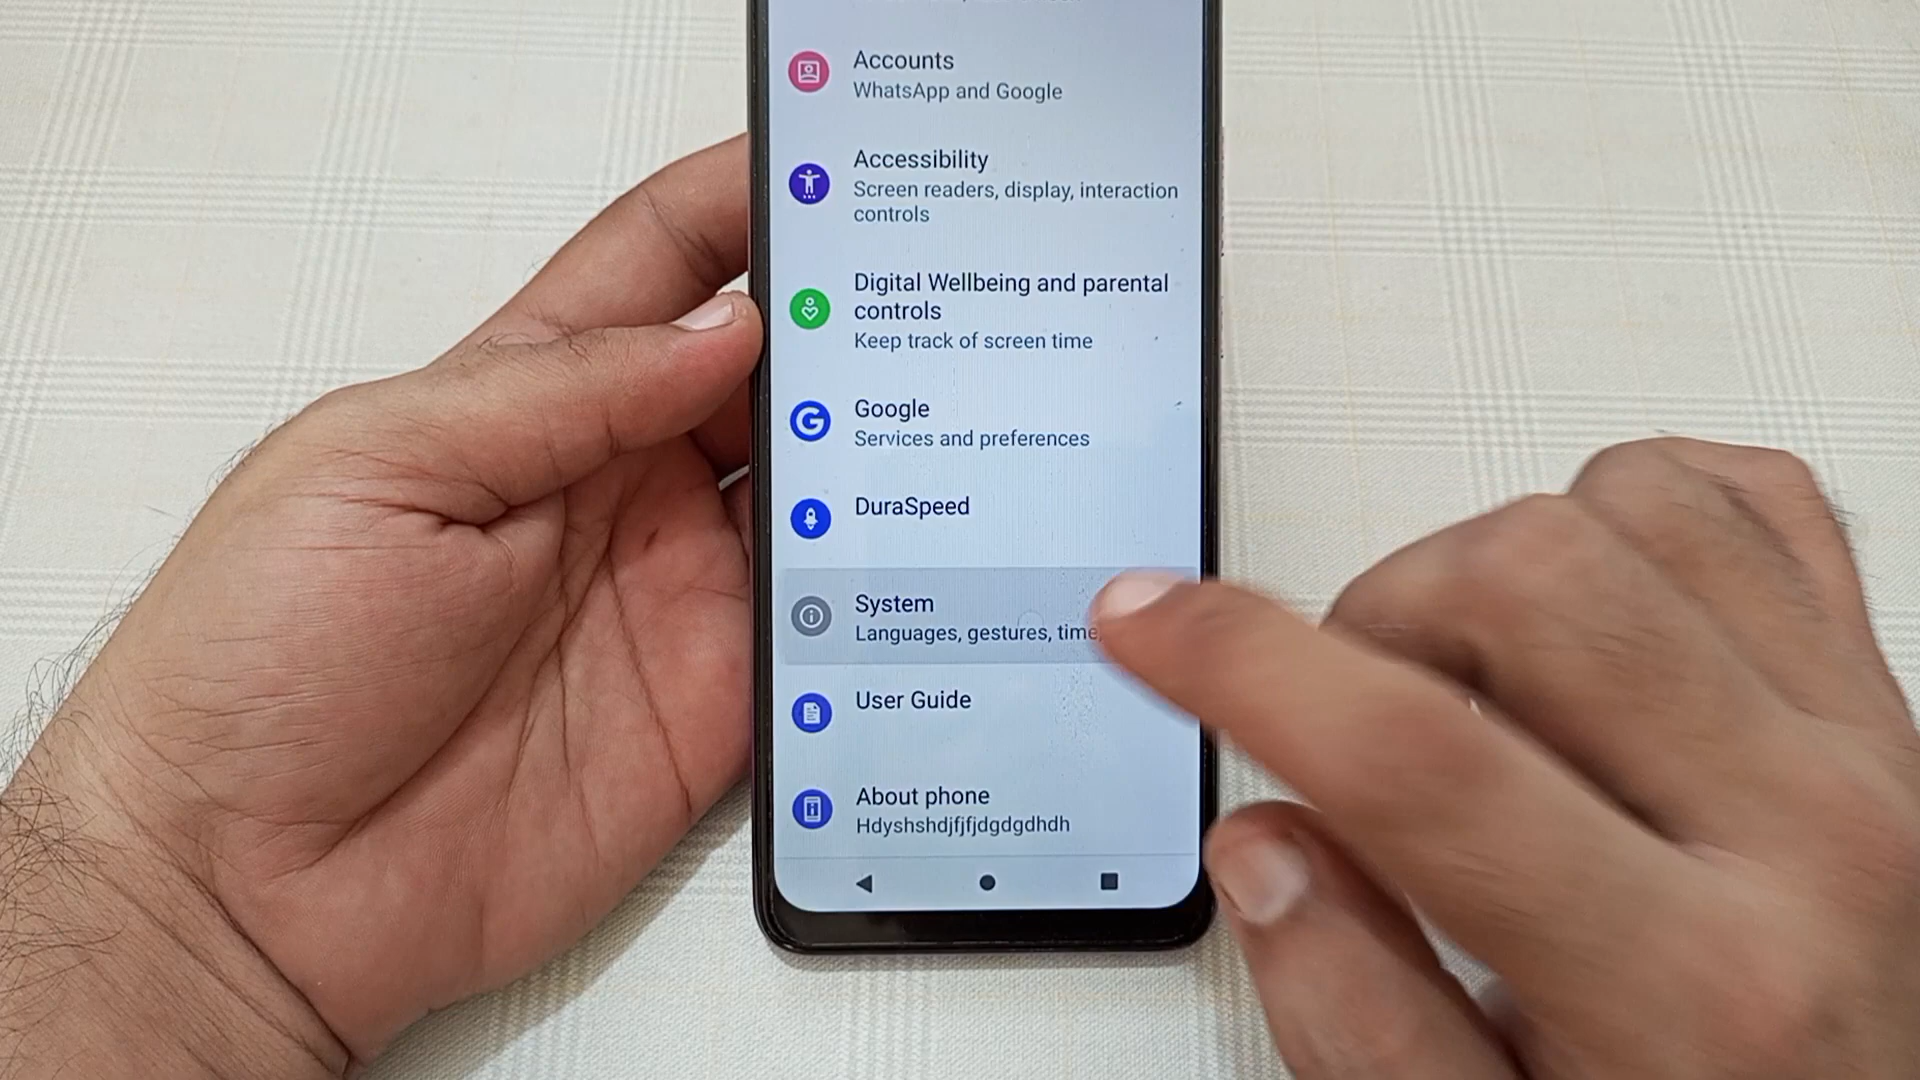 Accounts
WhatsApp and Google
Accessibility
Screen readers, display, interaction
controls
Digital Wellbeing and parental
controls
Keep track of screen time
Google
Services and preferences
DuraSpeed
System
Languages, gestures, time,
User Guide
About phone
Hdyshshdjfjfjdgdgdhdh